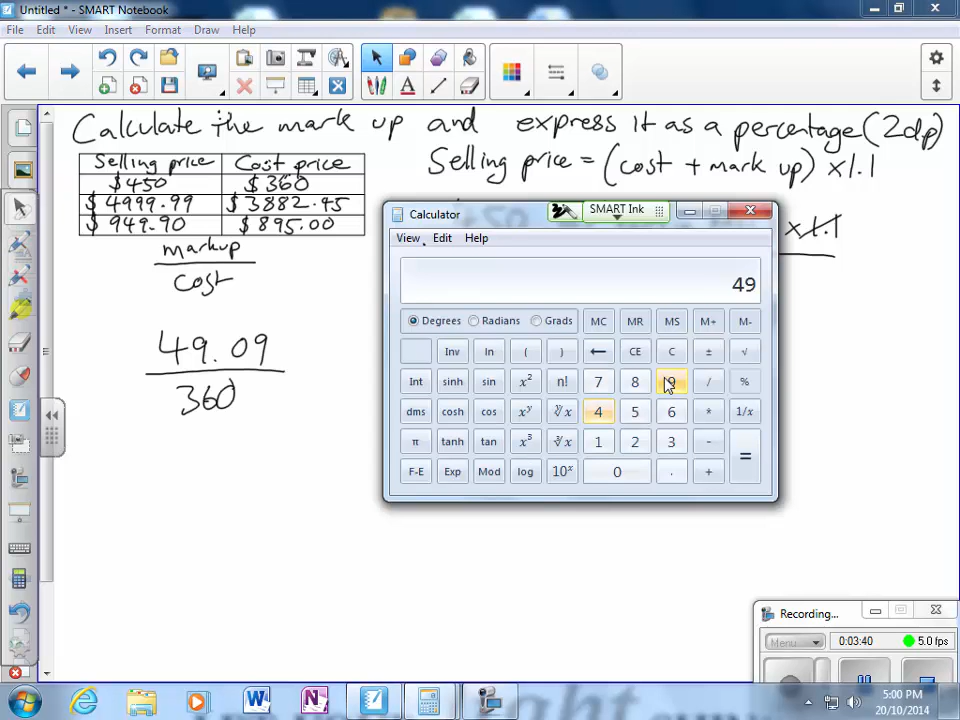 Untitled * - SMART Notebook
File Edit View Insert Format Draw Help
Calculate the mark up and express it as a percentage (2dp)
Selling price Cost price
$450 $360
$4999.99 $3882.45
$949.90 $895.00
Selling price = (cost + mark up) x1.1
x1.1
markup
cost
49.09
360
Calculator
SMART Ink
View Edit Help
49
Degrees Radians Grads MC MR MS M+ M-
Inv ln ( ) ← CE C ± √
Int sinh sin x² n! 7 8 9 / %
dms cosh cos xʸ ʸ√x 4 5 6 * 1/x
π tanh tan x³ ³√x 1 2 3 - =
F-E Exp Mod log 10ˣ 0 . +
Recording...
Menu
0:03:40 5.0 fps
5:00 PM
20/10/2014